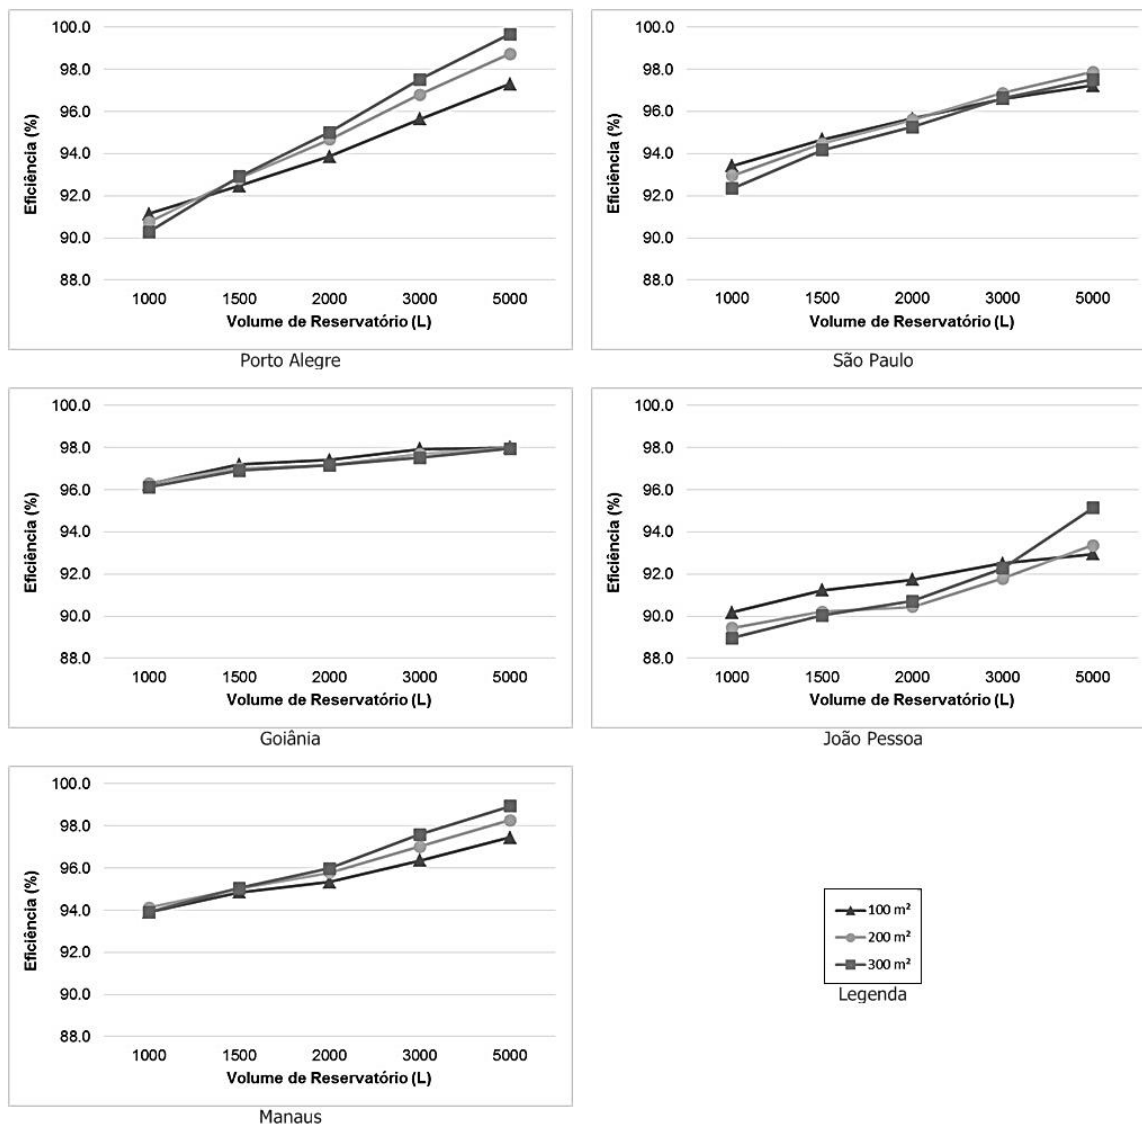 100.0
98.0
96.0
94.0
92.0
90.0
88.0
Eficiência (%)
1000 1500 2000 3000 5000
Volume de Reservatório (L)
Porto Alegre
100.0
98.0
96.0
94.0
92.0
90.0
88.0
Eficiência (%)
1000 1500 2000 3000 5000
Volume de Reservatório (L)
São Paulo
100.0
98.0
96.0
94.0
92.0
90.0
88.0
Eficiência (%)
1000 1500 2000 3000 5000
Volume de Reservatório (L)
Goiânia
100.0
98.0
96.0
94.0
92.0
90.0
88.0
Eficiência (%)
1000 1500 2000 3000 5000
Volume de Reservatório (L)
João Pessoa
100.0
98.0
96.0
94.0
92.0
90.0
88.0
Eficiência (%)
1000 1500 2000 3000 5000
Volume de Reservatório (L)
Manaus
100 m²
200 m²
300 m²
Legenda